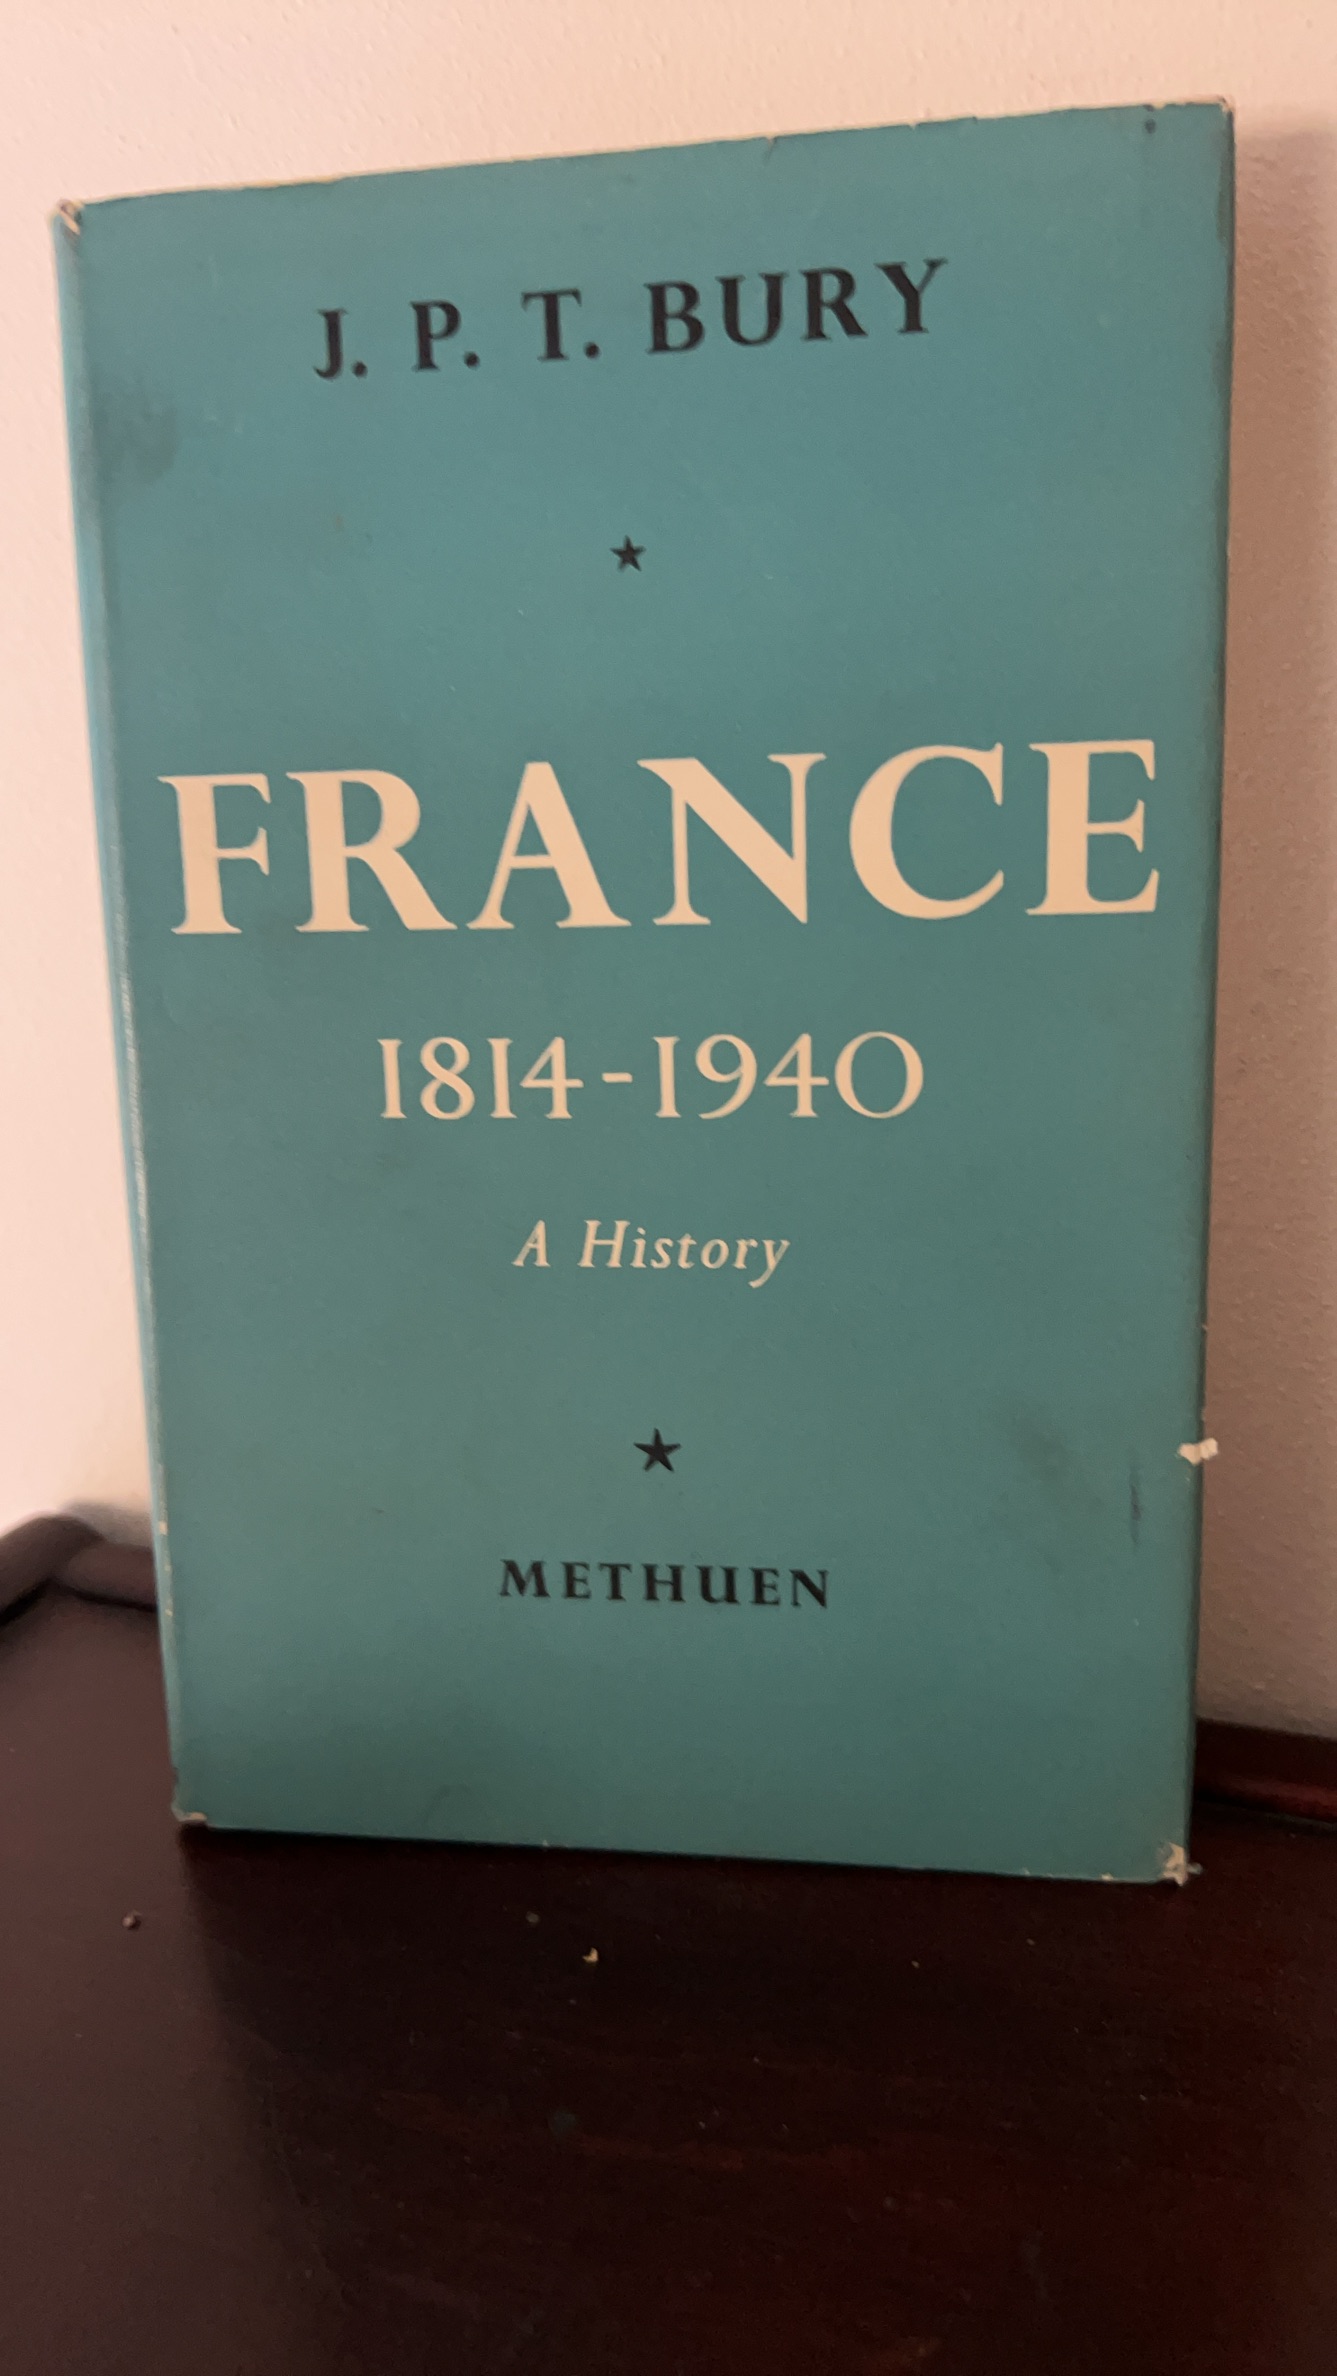 J. P. T. BURY
FRANCE
1814-1940
A History
METHUEN